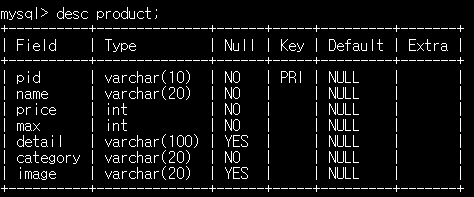 mysql> desc product;
+----------+--------------+------+-----+---------+-------+
| Field    | Type         | Null | Key | Default | Extra |
+----------+--------------+------+-----+---------+-------+
| pid      | varchar(10)  | NO   | PRI | NULL    |       |
| name     | varchar(20)  | NO   |     | NULL    |       |
| price    | int          | NO   |     | NULL    |       |
| max      | int          | NO   |     | NULL    |       |
| detail   | varchar(100) | YES  |     | NULL    |       |
| category | varchar(20)  | NO   |     | NULL    |       |
| image    | varchar(20)  | YES  |     | NULL    |       |
+----------+--------------+------+-----+---------+-------+